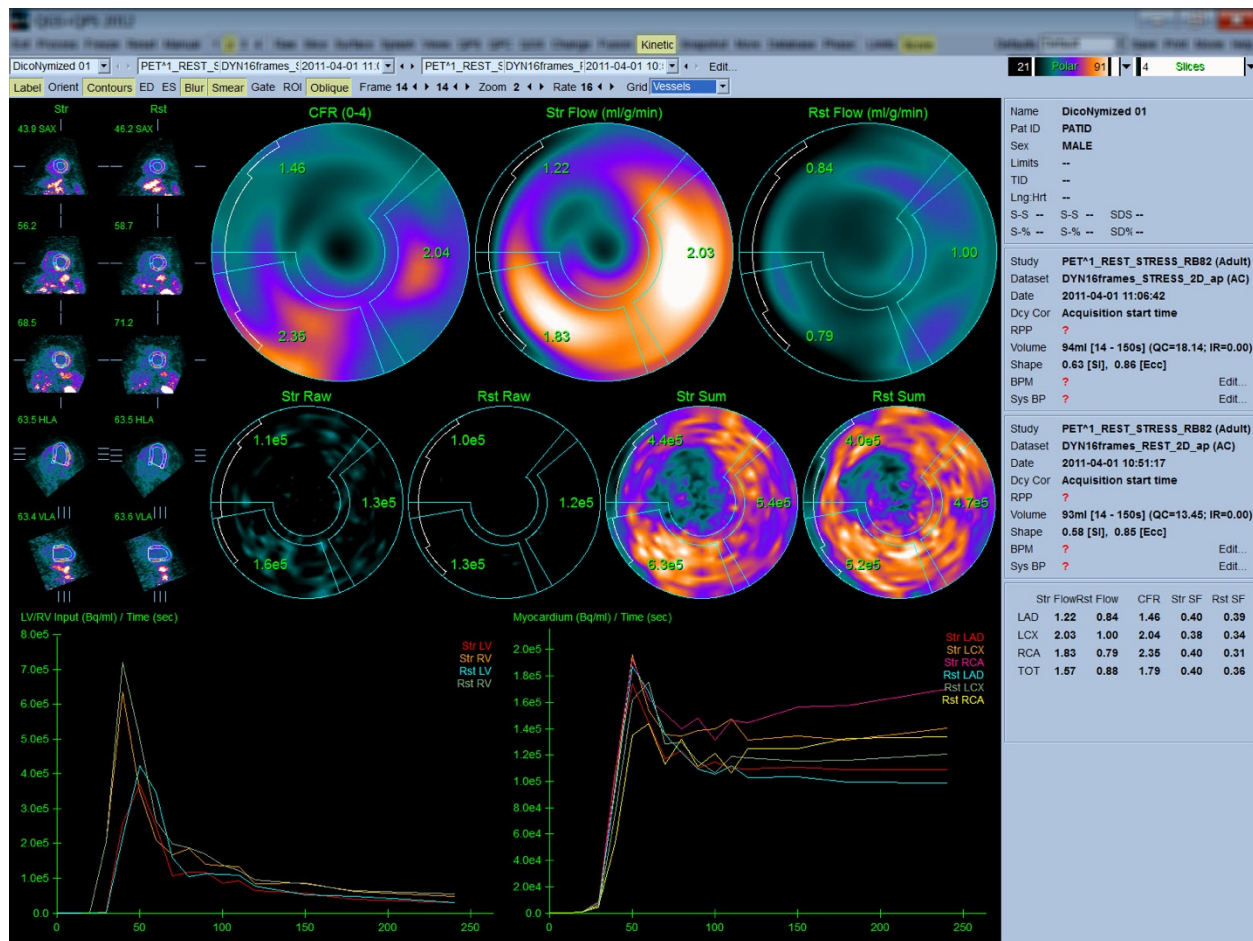 QGS+QPS 2012
Kinetic
DicoNymized 01 PET^1_REST_S DYN16frames_S 2011-04-01 11:0 PET^1_REST_S DYN16frames_F 2011-04-01 10: Edit...
21 Polar 91 4 Slices
Label Orient Contours ED ES Blur Smear Gate ROI Oblique Frame 14 14 Zoom 2 Rate 16 Grid Vessels
Str Rst
43.9 SAX 46.2 SAX
56.2 58.7
68.5 71.2
63.5 HLA 63.5 HLA
63.4 VLA 63.6 VLA
CFR (0-4)
1.46
2.04
2.35
Str Flow (ml/g/min)
1.22
2.03
1.83
Rst Flow (ml/g/min)
0.84
1.00
0.79
Str Raw
1.1e5
1.3e5
1.6e5
Rst Raw
1.0e5
1.2e5
1.3e5
Str Sum
4.4e5
5.4e5
6.3e5
Rst Sum
4.0e5
4.7e5
5.2e5
LV/RV Input (Bq/ml) / Time (sec)
8.0e5
7.0e5
6.0e5
5.0e5
4.0e5
3.0e5
2.0e5
1.0e5
0.0
0 50 100 150 200 250
Str LV
Str RV
Rst LV
Rst RV
Myocardium (Bq/ml) / Time (sec)
2.0e5
1.8e5
1.6e5
1.4e5
1.2e5
1.0e5
8.0e4
6.0e4
4.0e4
2.0e4
0.0
0 50 100 150 200 250
Str LAD
Str LCX
Str RCA
Rst LAD
Rst LCX
Rst RCA
Name DicoNymized 01
Pat ID PATID
Sex MALE
Limits --
TID --
Lng:Hrt --
S-S -- S-S -- SDS --
S-% -- S-% -- SD% --
Study PET^1_REST_STRESS_RB82 (Adult)
Dataset DYN16frames_STRESS_2D_ap (AC)
Date 2011-04-01 11:06:42
Dcy Cor Acquisition start time
RPP ?
Volume 94ml [14 - 150s] (QC=18.14; IR=0.00)
Shape 0.63 [SI], 0.86 [Ecc]
BPM ? Edit...
Sys BP ? Edit...
Study PET^1_REST_STRESS_RB82 (Adult)
Dataset DYN16frames_REST_2D_ap (AC)
Date 2011-04-01 10:51:17
Dcy Cor Acquisition start time
RPP ?
Volume 93ml [14 - 150s] (QC=13.45; IR=0.00)
Shape 0.58 [SI], 0.85 [Ecc]
BPM ? Edit...
Sys BP ? Edit...
Str Flow Rst Flow CFR Str SF Rst SF
LAD 1.22 0.84 1.46 0.40 0.39
LCX 2.03 1.00 2.04 0.38 0.34
RCA 1.83 0.79 2.35 0.40 0.31
TOT 1.57 0.88 1.79 0.40 0.36